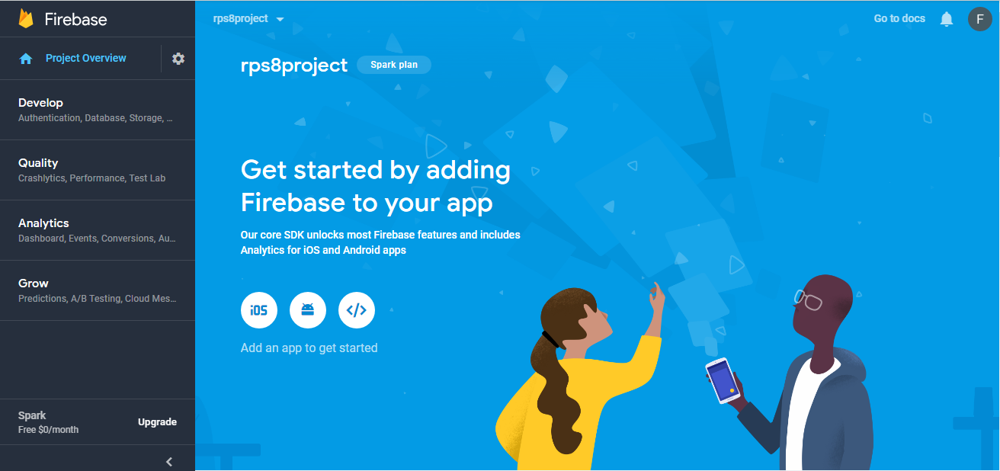 Firebase
Project Overview
Develop
Authentication, Database, Storage, ...
Quality
Crashlytics, Performance, Test Lab
Analytics
Dashboard, Events, Conversions, Au...
Grow
Predictions, A/B Testing, Cloud Mes...
Spark
Free $0/month
Upgrade
rps8project
Go to docs
F
rps8project
Spark plan
Get started by adding
Firebase to your app
Our core SDK unlocks most Firebase features and includes
Analytics for iOS and Android apps
iOS
</>
Add an app to get started